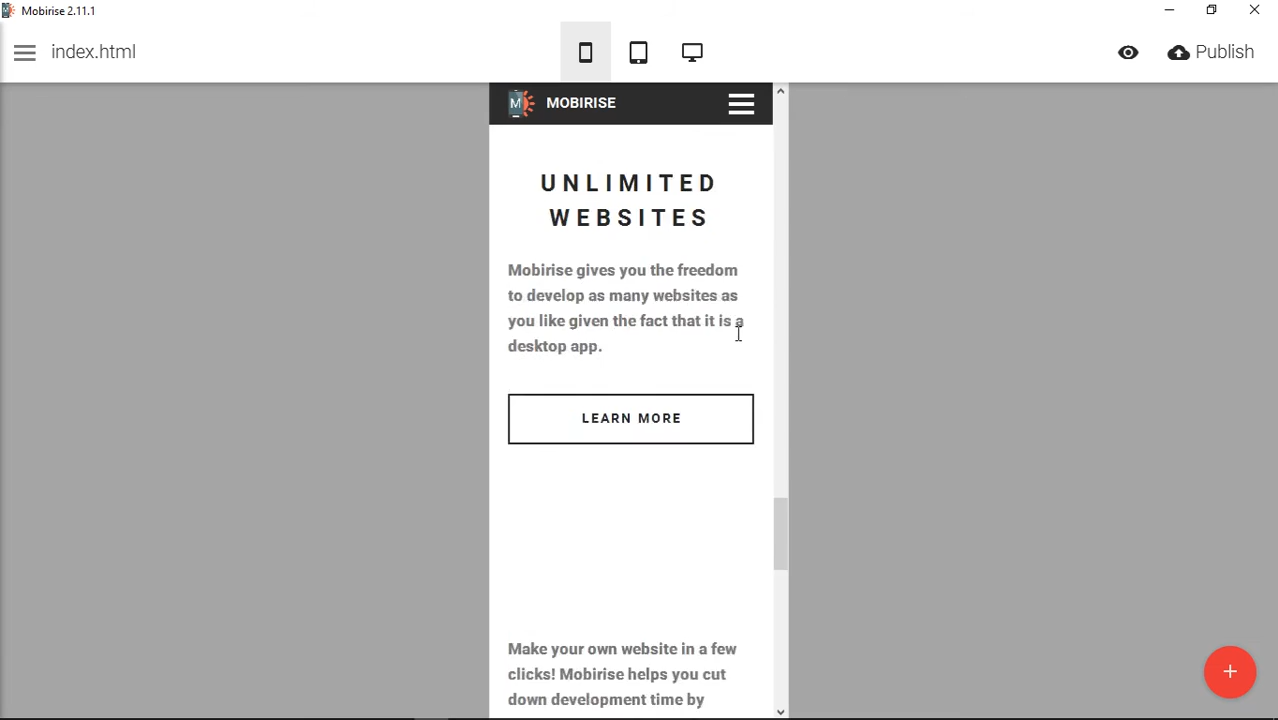 Mobirise 2.11.1
index.html
Publish
M MOBIRISE
UNLIMITED
WEBSITES
Mobirise gives you the freedom
to develop as many websites as
you like given the fact that it is a
desktop app.
LEARN MORE
Make your own website in a few
clicks! Mobirise helps you cut
down development time by